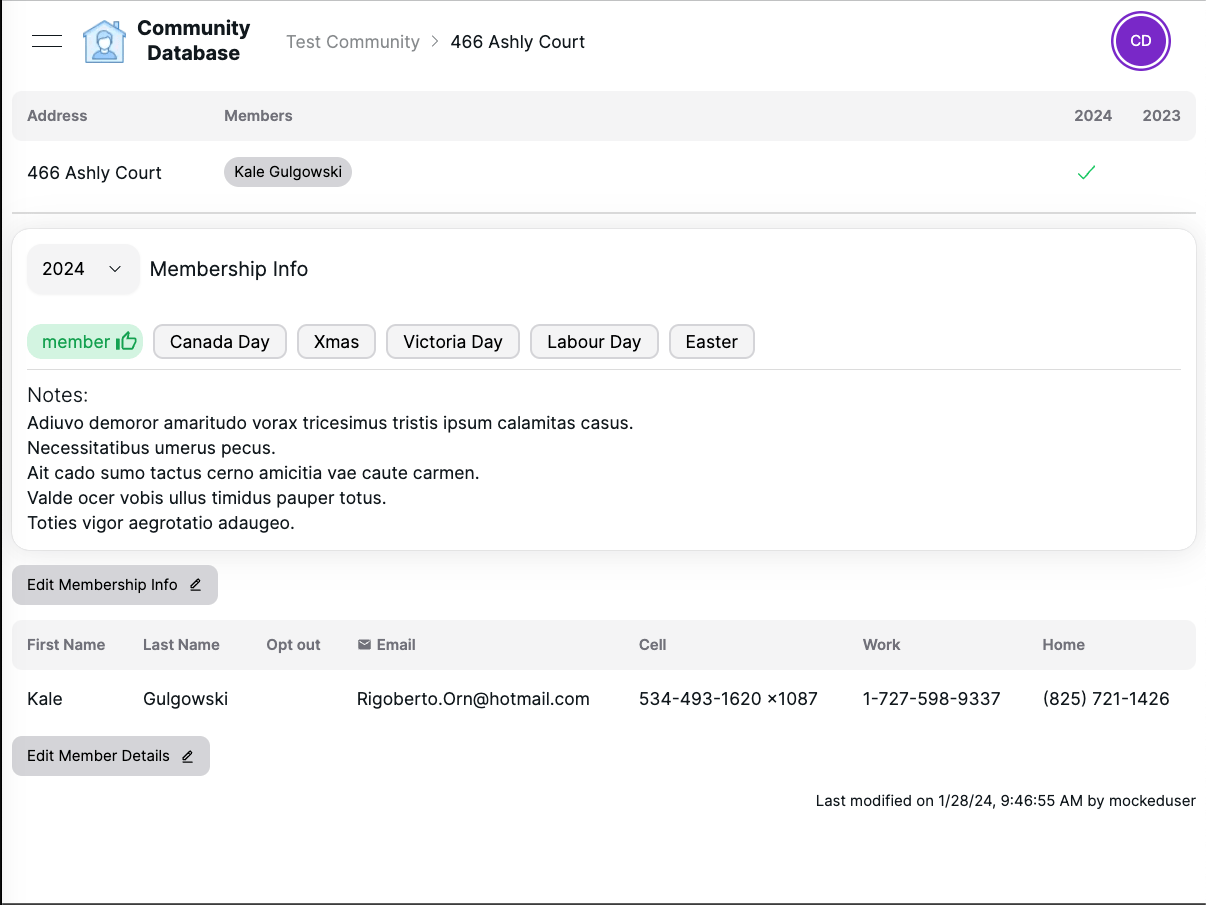 Community
Database
Test Community > 466 Ashly Court
CD
Address Members 2024 2023
466 Ashly Court Kale Gulgowski
2024 Membership Info
member Canada Day Xmas Victoria Day Labour Day Easter
Notes:
Adiuvo demoror amaritudo vorax tricesimus tristis ipsum calamitas casus.
Necessitatibus umerus pecus.
Ait cado sumo tactus cerno amicitia vae caute carmen.
Valde ocer vobis ullus timidus pauper totus.
Toties vigor aegrotatio adaugeo.
Edit Membership Info
First Name Last Name Opt out Email Cell Work Home
Kale Gulgowski Rigoberto.Orn@hotmail.com 534-493-1620 ×1087 1-727-598-9337 (825) 721-1426
Edit Member Details
Last modified on 1/28/24, 9:46:55 AM by mockeduser